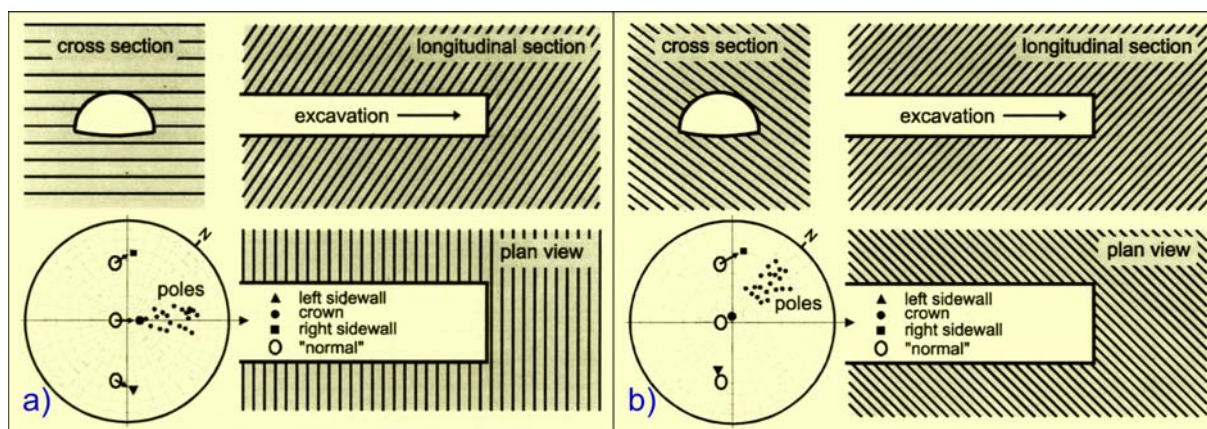 cross section
longitudinal section
excavation
N
poles
plan view
left sidewall
crown
right sidewall
"normal"
a)
cross section
longitudinal section
excavation
N
poles
plan view
left sidewall
crown
right sidewall
"normal"
b)